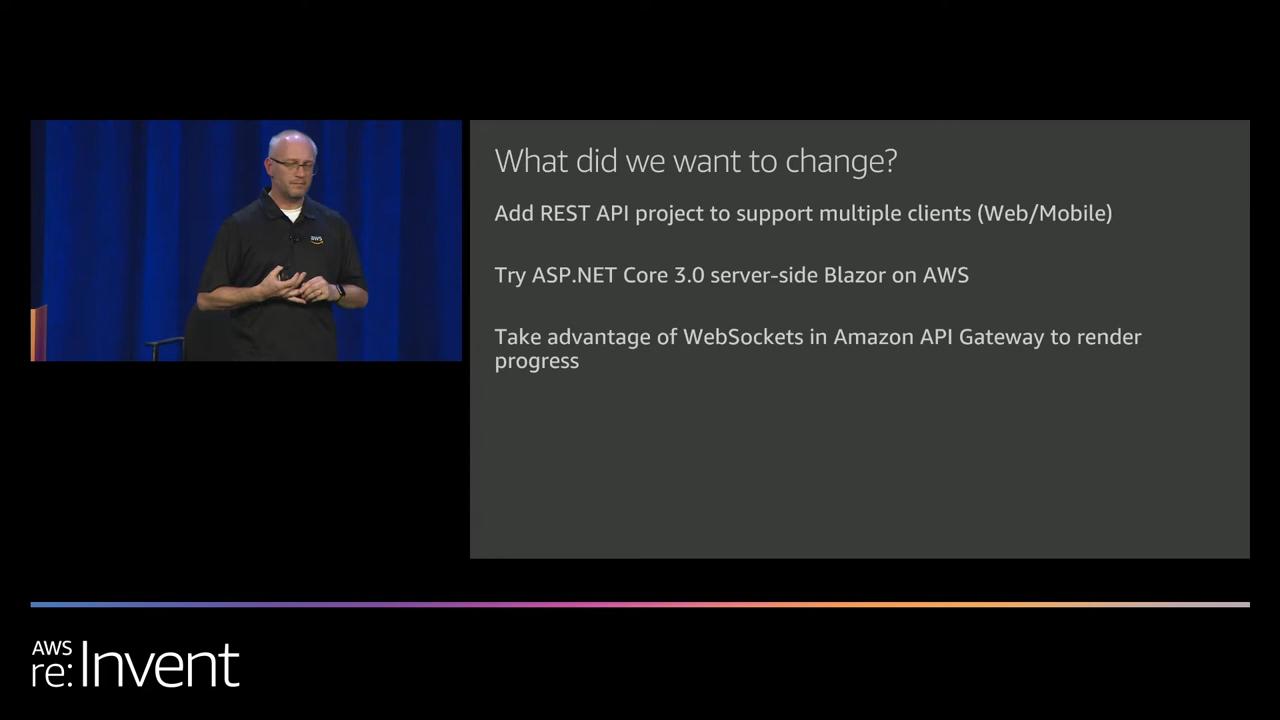 aws
What did we want to change?
Add REST API project to support multiple clients (Web/Mobile)
Try ASP.NET Core 3.0 server-side Blazor on AWS
Take advantage of WebSockets in Amazon API Gateway to render
progress
AWS
re:Invent